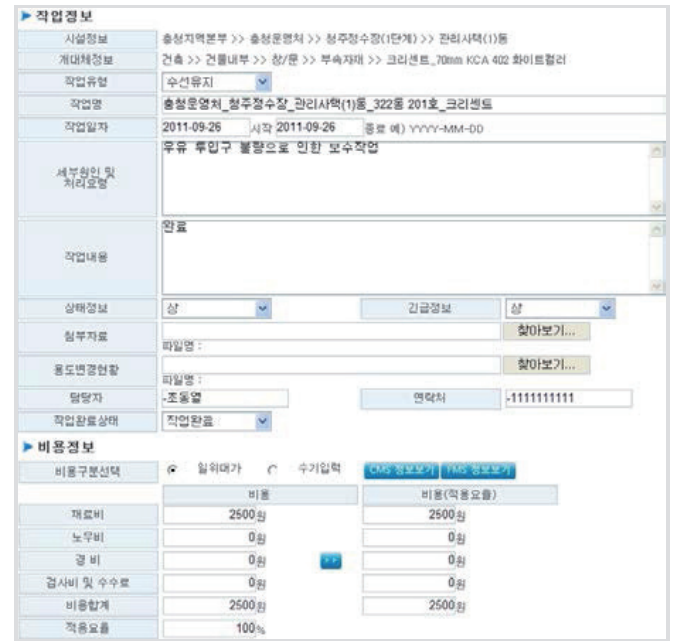 작업정보
시설정보 충청지역본부 >> 충청운영처 >> 청주정수장(1단계) >> 관리사택(1)동
개대체정보 건축 >> 건물내부 >> 창/문 >> 부속자재 >> 크리센트_70mm KCA 402 화이트컬러
작업유형 수선유지
작업명 충청운영처_청주정수장_관리사택(1)동_322동 201호_크리센트
작업일자 2011-09-26 시작 2011-09-26 종료 예) YYYY-MM-DD
세부원인 및
처리요령
우유 투입구 불량으로 인한 보수작업
작업내용
완료
상태정보 상 긴급정보 상
첨부자료 찾아보기...
파일명 :
용도변경현황 찾아보기...
파일명 :
담당자 -조동열 연락처 -1111111111
작업완료상태 작업완료
비용정보
비용구분선택 일위대가 수기입력 CMS 정보보기 FMS 정보보기
비용 비용(적용요율)
재료비 2500원 2500원
노무비 0원 0원
경 비 0원 >> 0원
검사비 및 수수료 0원 0원
비용합계 2500원 2500원
적용요율 100%